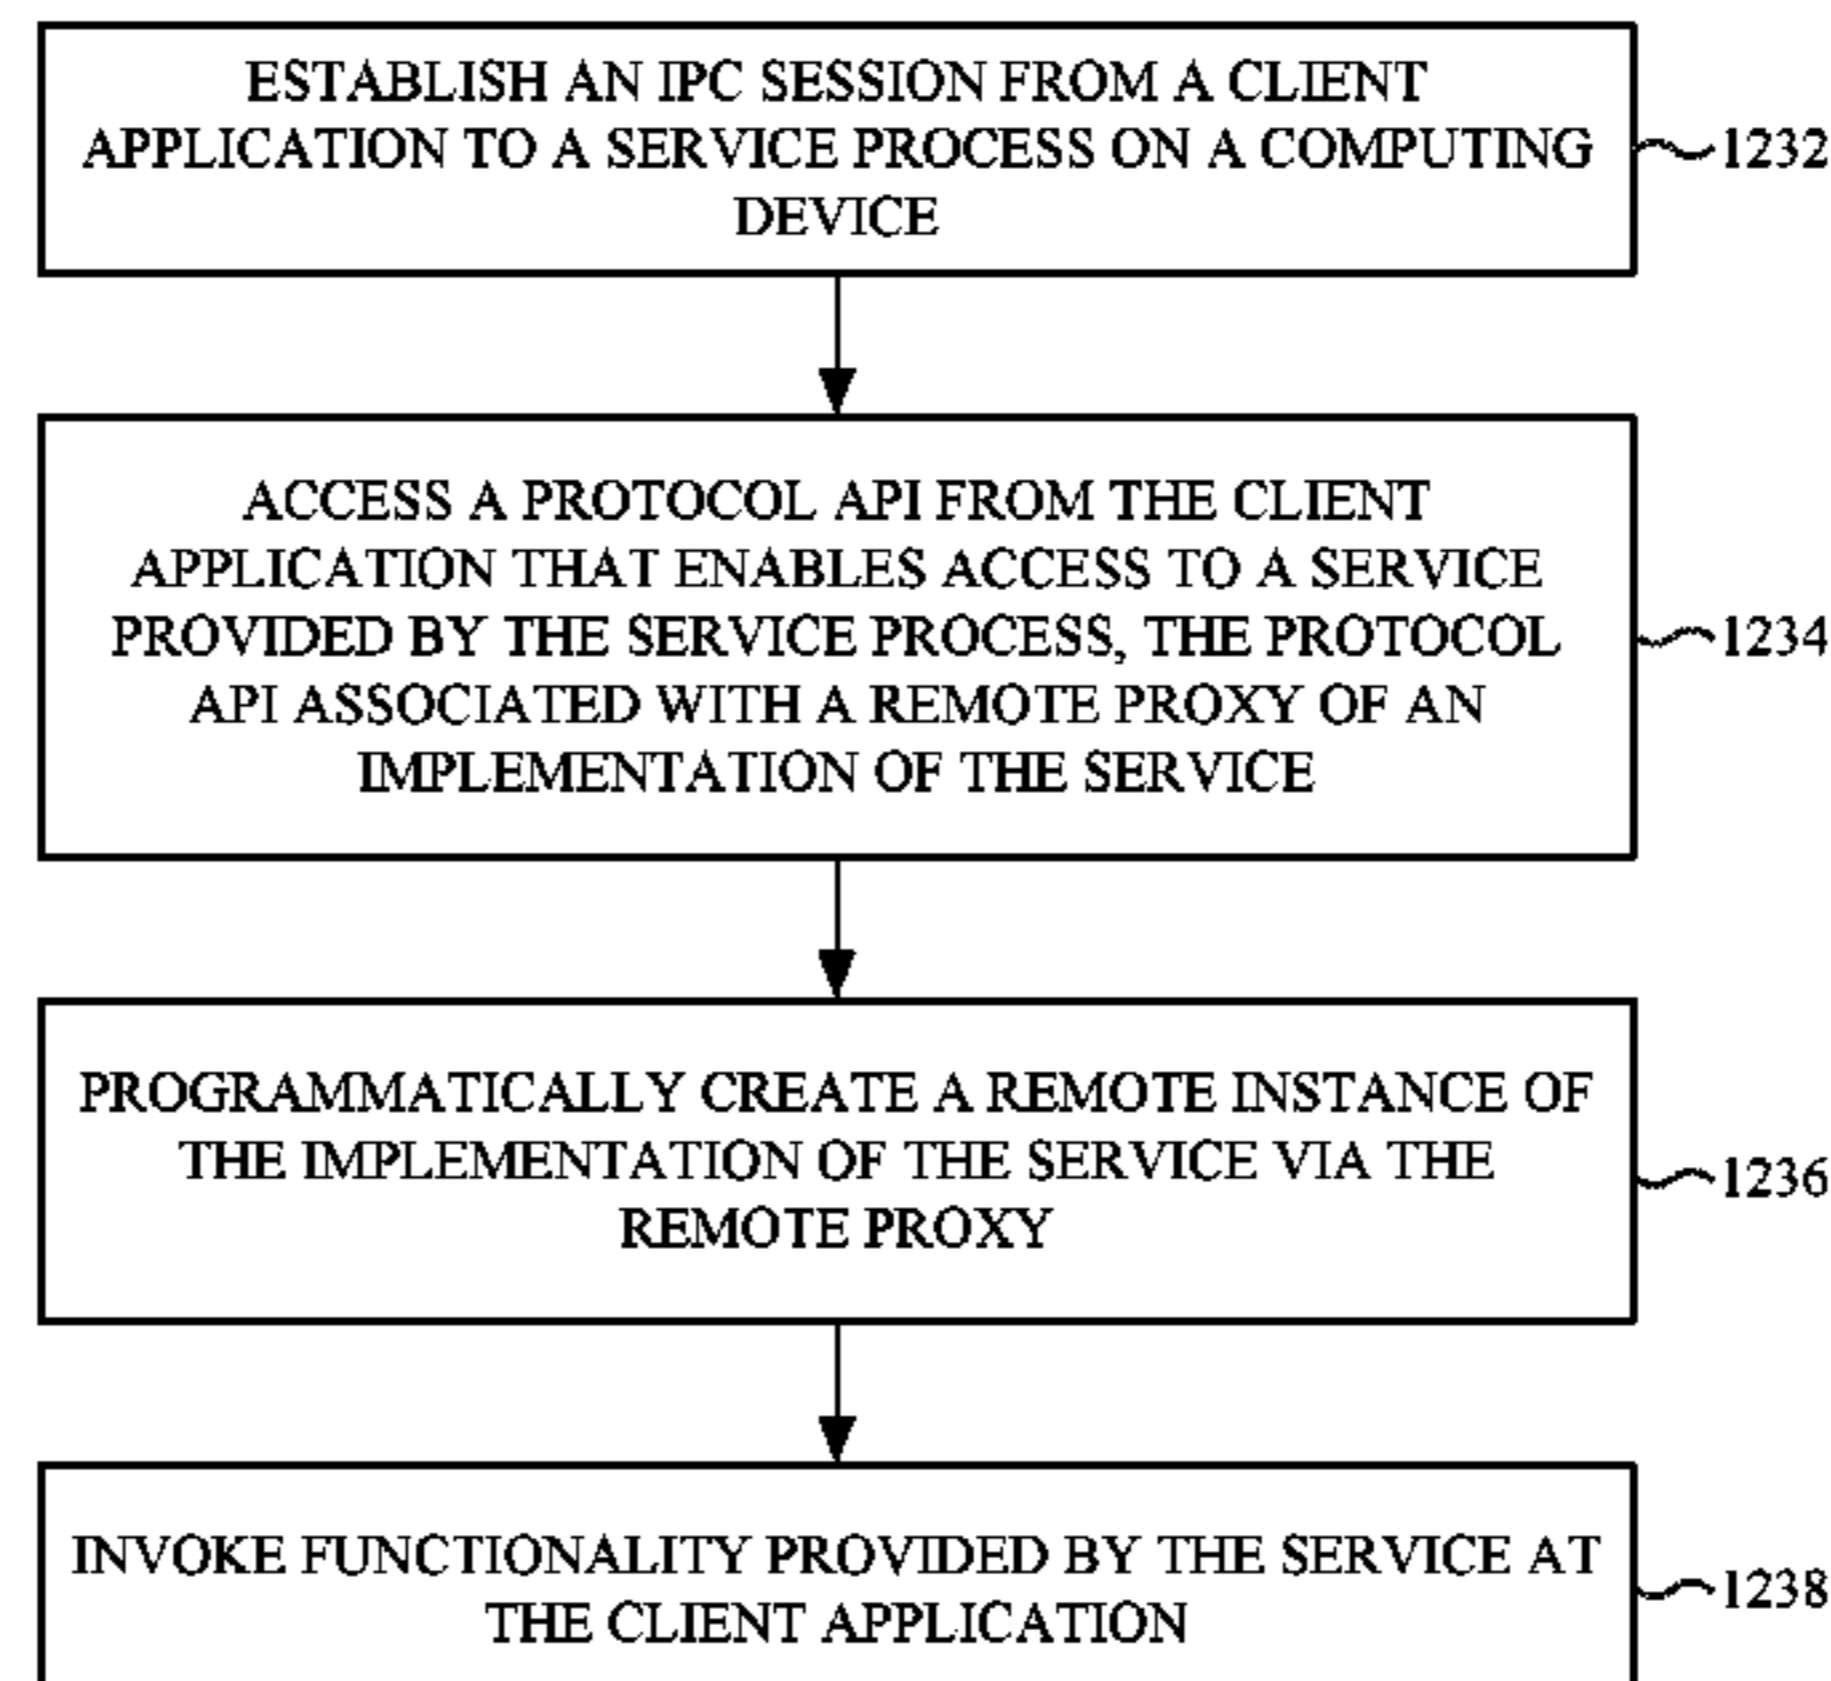 ESTABLISH AN IPC SESSION FROM A CLIENT
APPLICATION TO A SERVICE PROCESS ON A COMPUTING
DEVICE
1232
ACCESS A PROTOCOL API FROM THE CLIENT
APPLICATION THAT ENABLES ACCESS TO A SERVICE
PROVIDED BY THE SERVICE PROCESS, THE PROTOCOL
API ASSOCIATED WITH A REMOTE PROXY OF AN
IMPLEMENTATION OF THE SERVICE
1234
PROGRAMMATICALLY CREATE A REMOTE INSTANCE OF
THE IMPLEMENTATION OF THE SERVICE VIA THE
REMOTE PROXY
1236
INVOKE FUNCTIONALITY PROVIDED BY THE SERVICE AT
THE CLIENT APPLICATION
1238